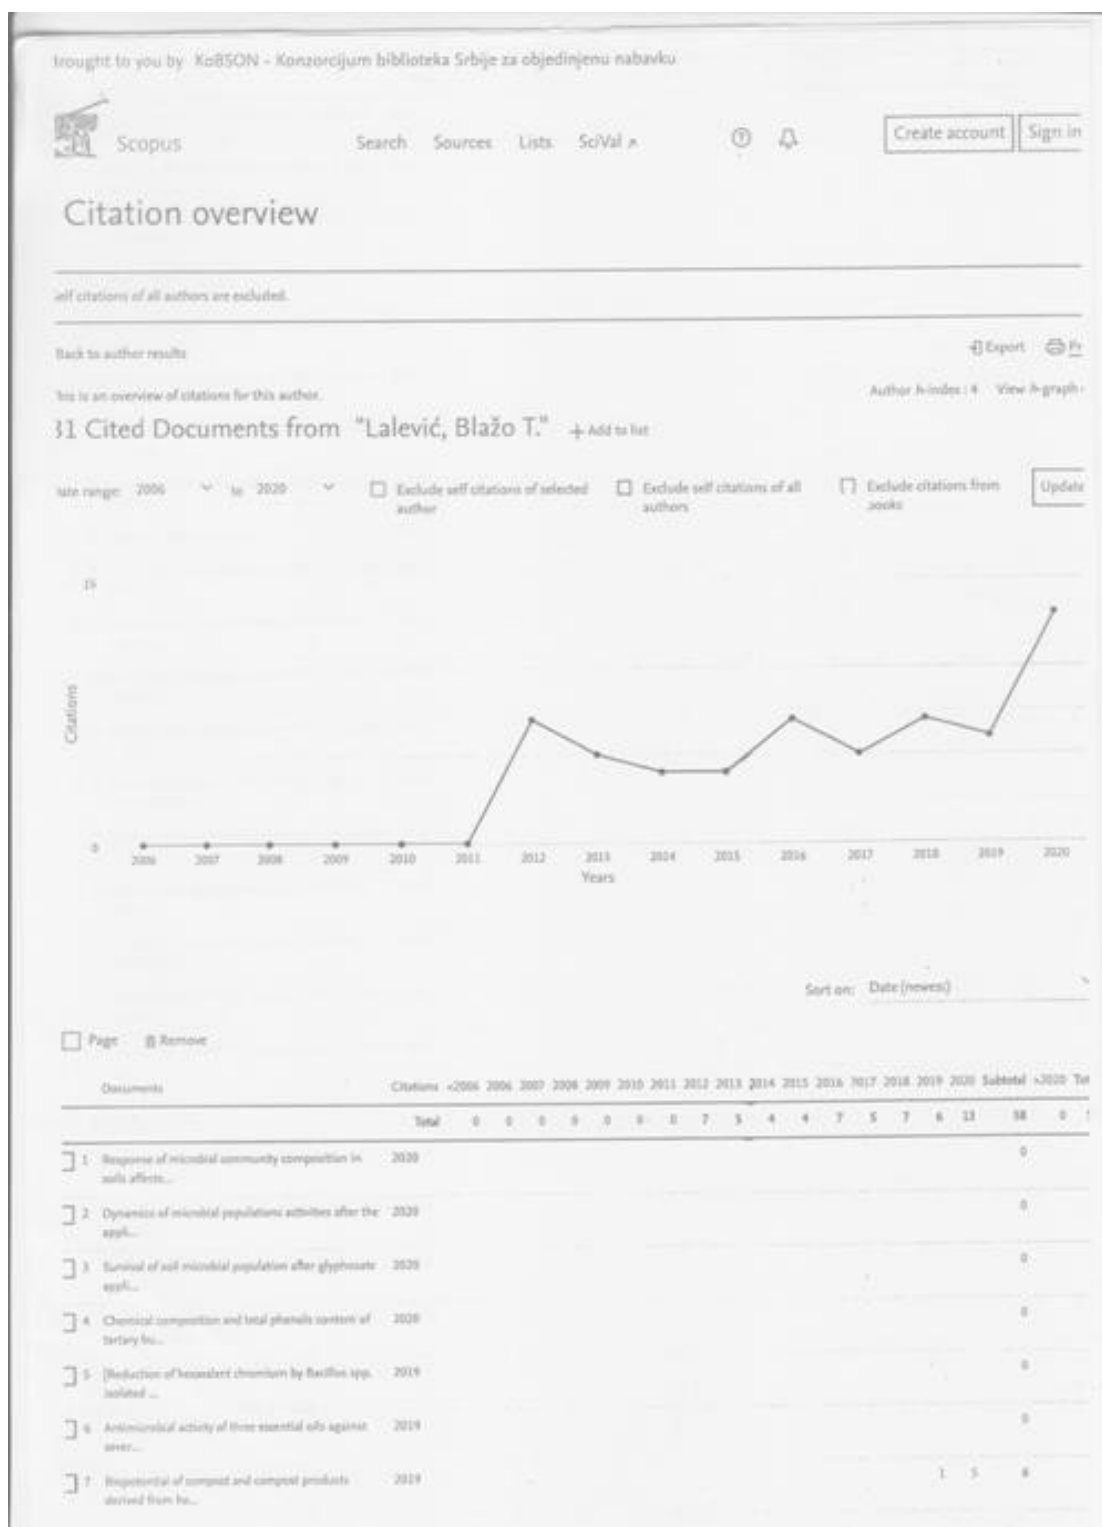 brought to you by KoBSON - Konzorcijum biblioteka Srbije za objedinjenu nabavku
Scopus
Search Sources Lists SciVal ↗
Create account Sign in
Citation overview
elf citations of all authors are excluded.
Back to author results
Export Pr
This is an overview of citations for this author.
Author h-index : 4 View h-graph
31 Cited Documents from "Lalević, Blažo T." + Add to list
ate range: 2006 to 2020
Exclude self citations of selected author
Exclude self citations of all authors
Exclude citations from books
Update
15
Citations
0
2006 2007 2008 2009 2010 2011 2012 2013 2014 2015 2016 2017 2018 2019 2020
Years
Sort on: Date (newest)
Page Remove
Documents Citations <2006 2006 2007 2008 2009 2010 2011 2012 2013 2014 2015 2016 2017 2018 2019 2020 Subtotal >2020 Tot
Total 0 0 0 0 0 0 0 7 5 4 4 7 5 7 6 13 58 0
1 Response of microbial community composition in 2020 0
soils affecte...
2 Dynamics of microbial populations activities after the 2020 0
appli...
3 Survival of soil microbial population after glyphosate 2020 0
appli...
4 Chemical composition and total phenols content of 2020 0
tertary bu...
5 [Reduction of hexavalent chromium by Bacillus spp. 2019 0
isolated ...
6 Antimicrobial activity of three essential oils against 2019 0
sever...
7 Biopotential of compost and compost products 2019 1 5 6
derived from ho...